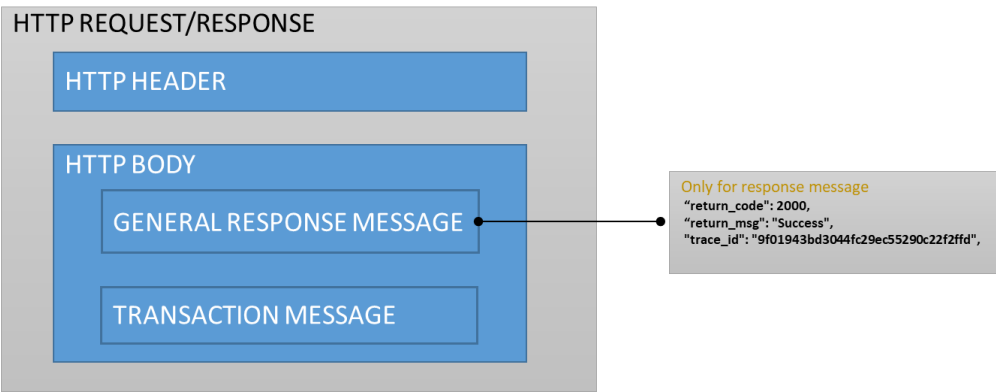 HTTP REQUEST/RESPONSE
HTTP HEADER
HTTP BODY
GENERAL RESPONSE MESSAGE
TRANSACTION MESSAGE
Only for response message
“return_code": 2000,
“return_msg": "Success",
"trace_id": "9f01943bd3044fc29ec55290c22f2ffd",